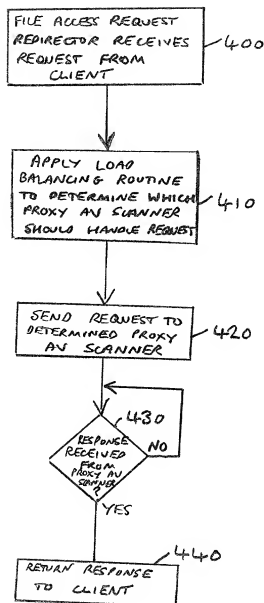 FILE ACCESS REQUEST
REDIRECTOR RECEIVES
REQUEST FROM
CLIENT
400
APPLY LOAD
BALANCING ROUTINE
TO DETERMINE WHICH
PROXY AV SCANNER
SHOULD HANDLE REQUEST
410
SEND REQUEST TO
DETERMINED PROXY
AV SCANNER
420
430
RESPONSE
RECEIVED
FROM
PROXY AV
SCANNER
?
NO
YES
440
RETURN RESPONSE
TO CLIENT